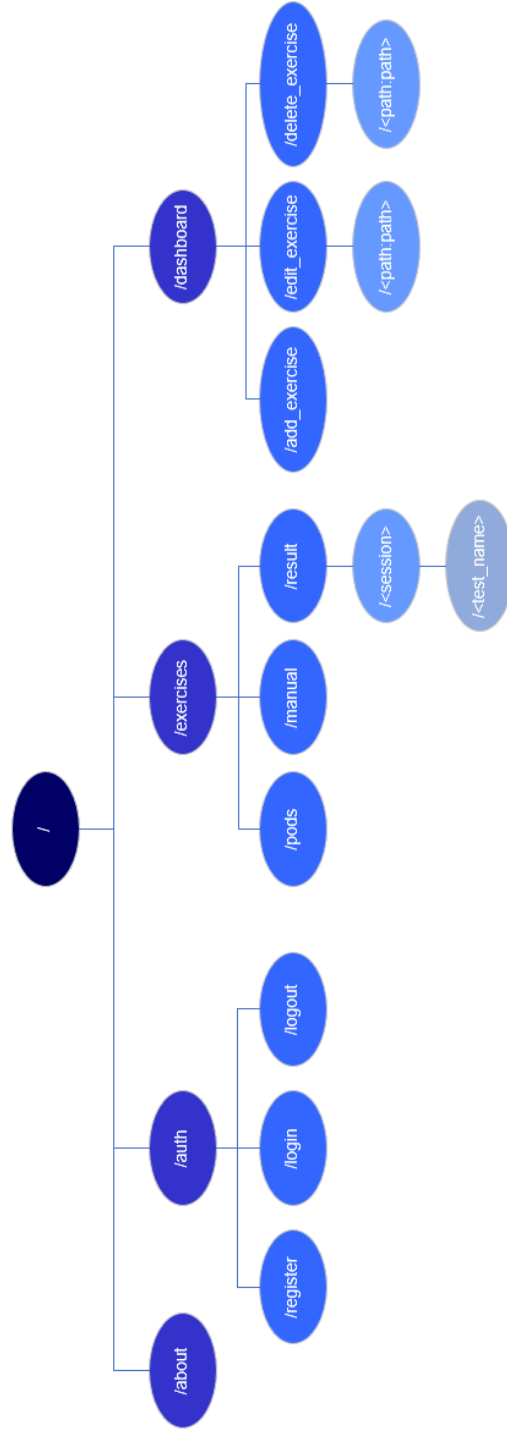 /
/about
/auth
/exercises
/dashboard
/register
/login
/logout
/pods
/manual
/result
/add_exercise
/edit_exercise
/delete_exercise
/<session>
/<path:path>
/<path:path>
/<test_name>